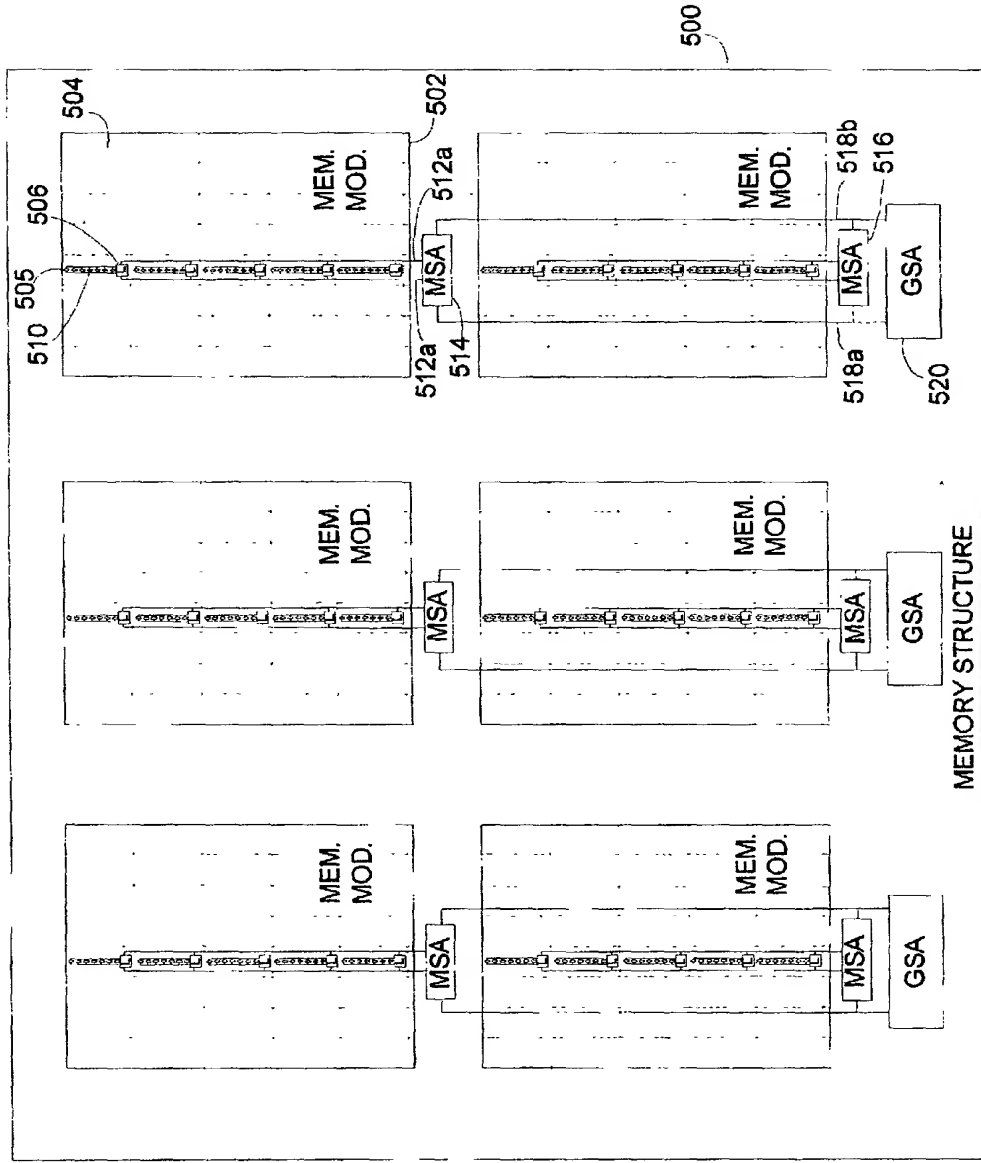 505
504
510
506
MEM.
MOD.
MEM.
MOD.
MEM.
MOD.
502
512a
512a
MSA
MSA
MSA
514
500
MEM.
MOD.
MEM.
MOD.
MEM.
MOD.
518a
518b
MSA
MSA
MSA
516
GSA
GSA
GSA
520
MEMORY STRUCTURE